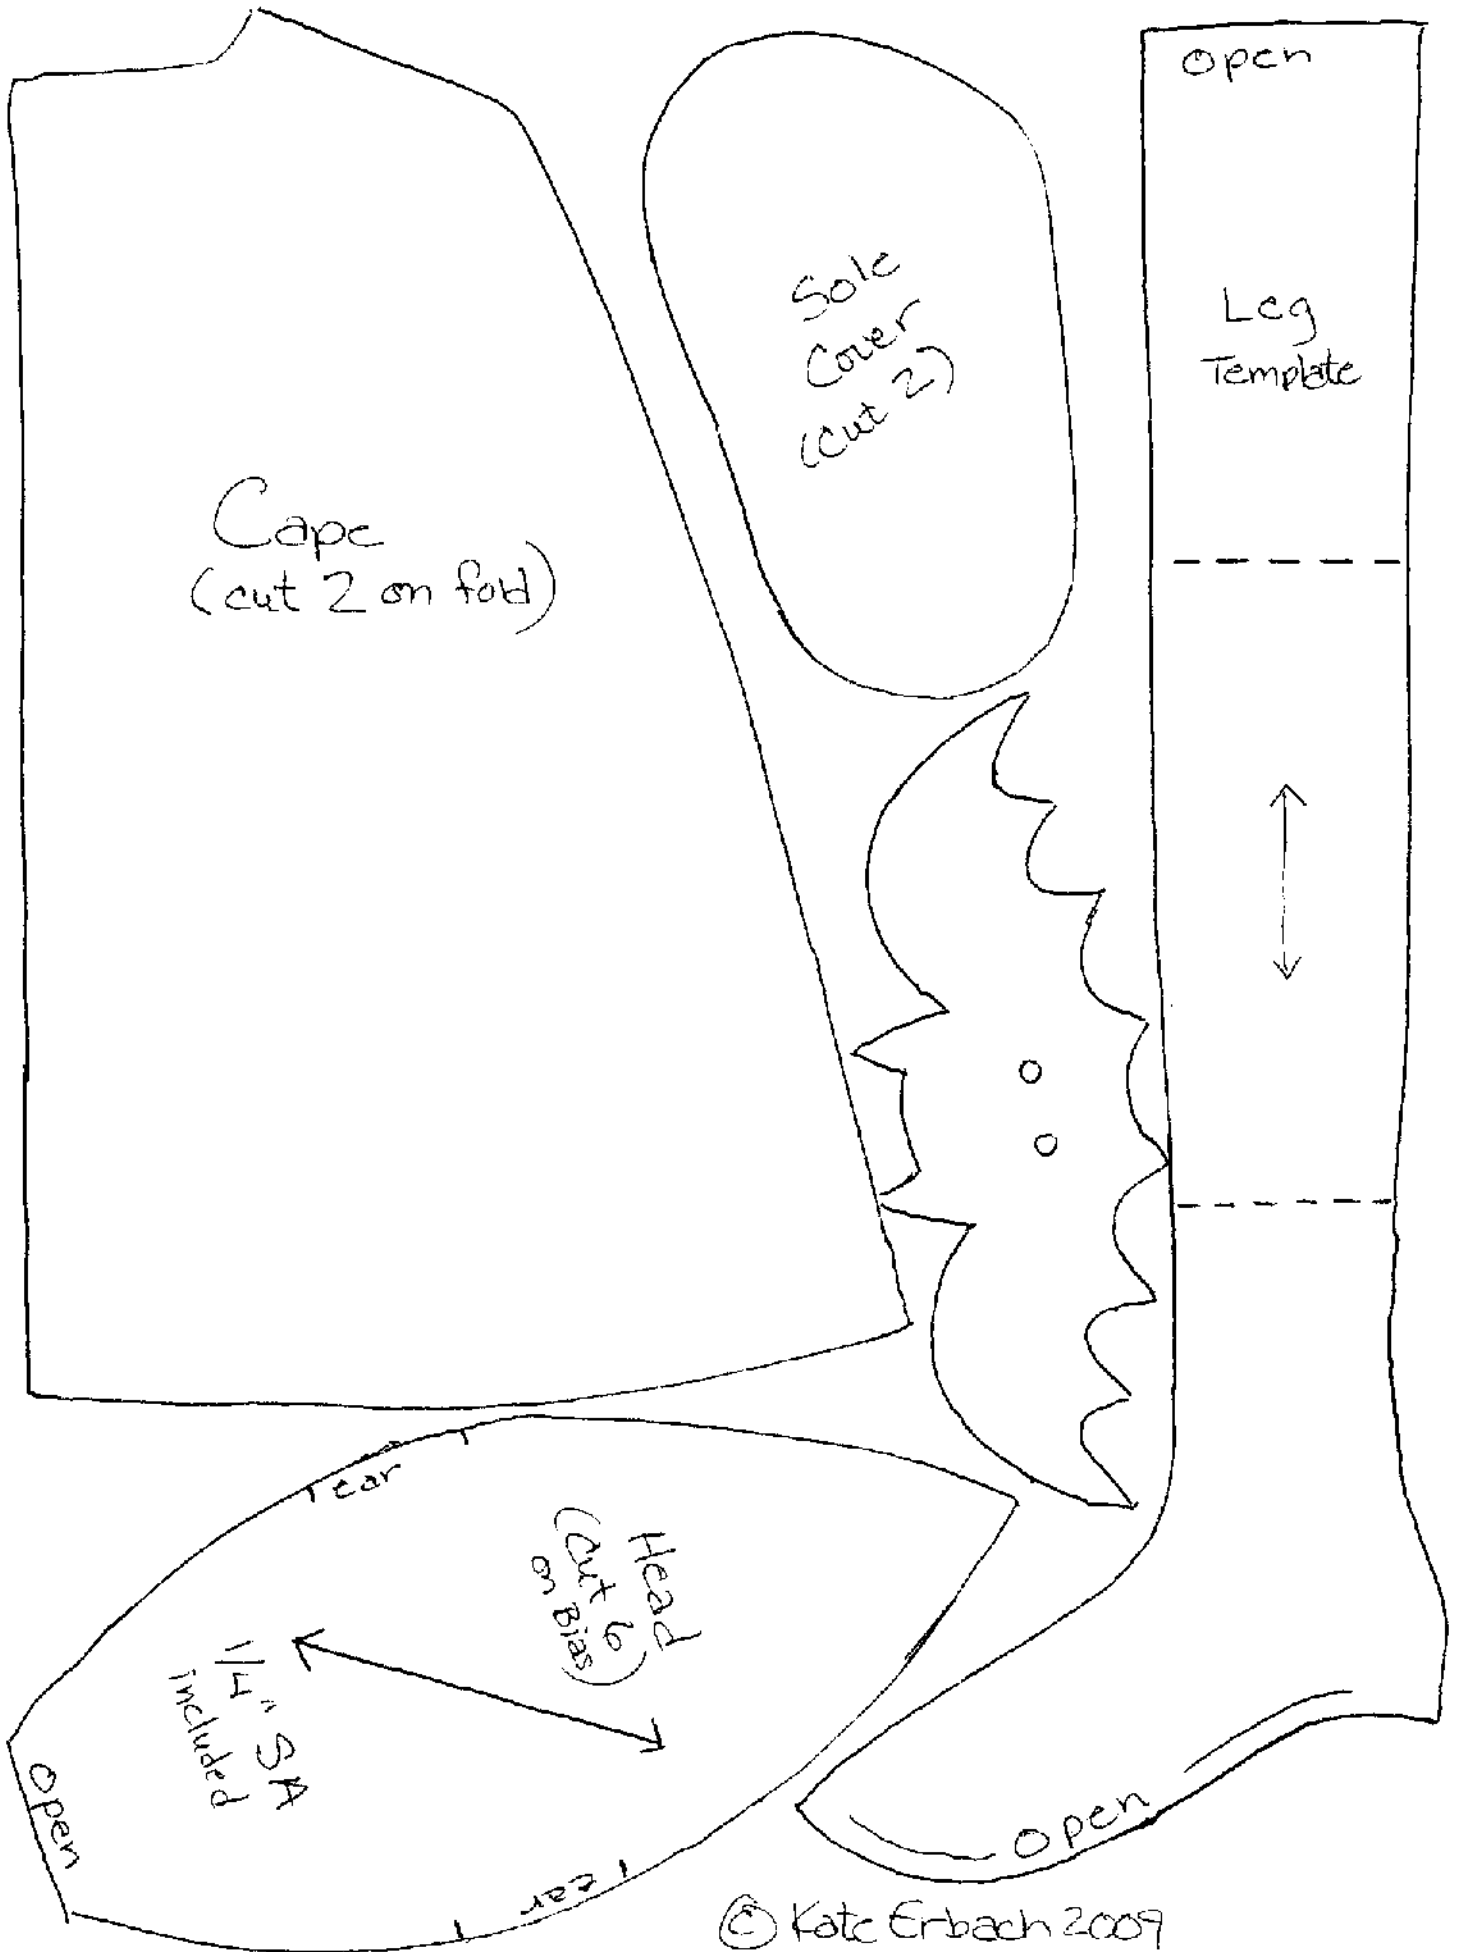 Open
Leg
Template
Sole
Cover
(cut 2)
Cape
(cut 2 on fold)
ear
Head
(Cut 6
on Bias)
1/4" SA
included
open
ear
open
© Kate Erbach 2009